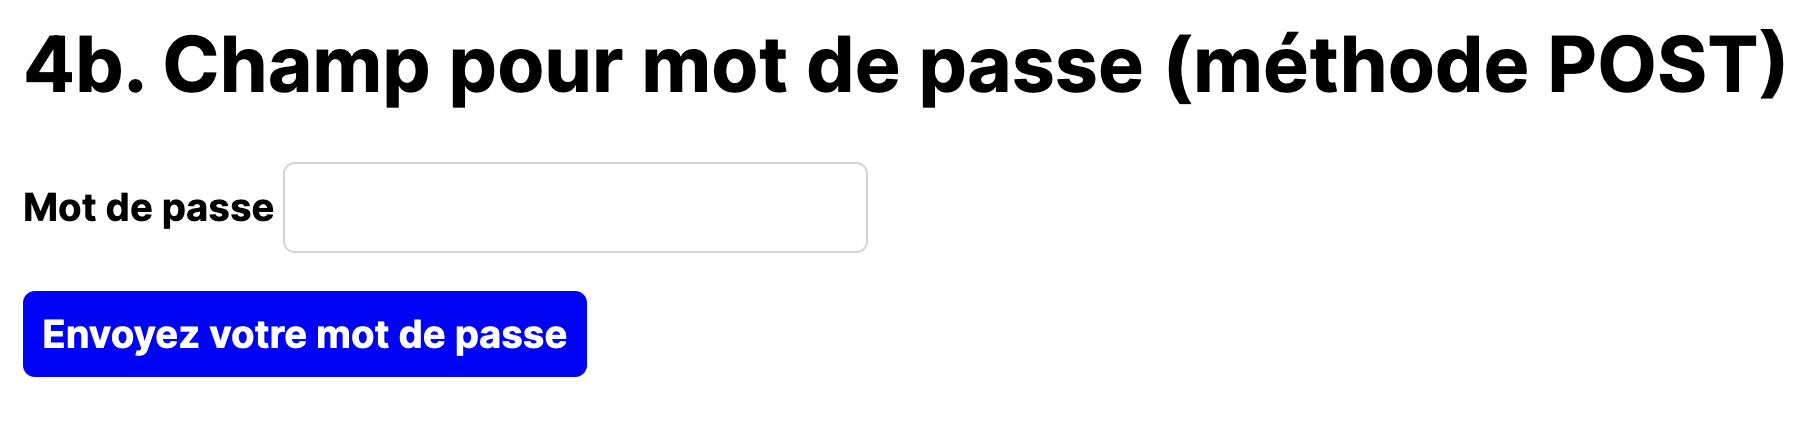 4b. Champ pour mot de passe (méthode POST)
Mot de passe
Envoyez votre mot de passe